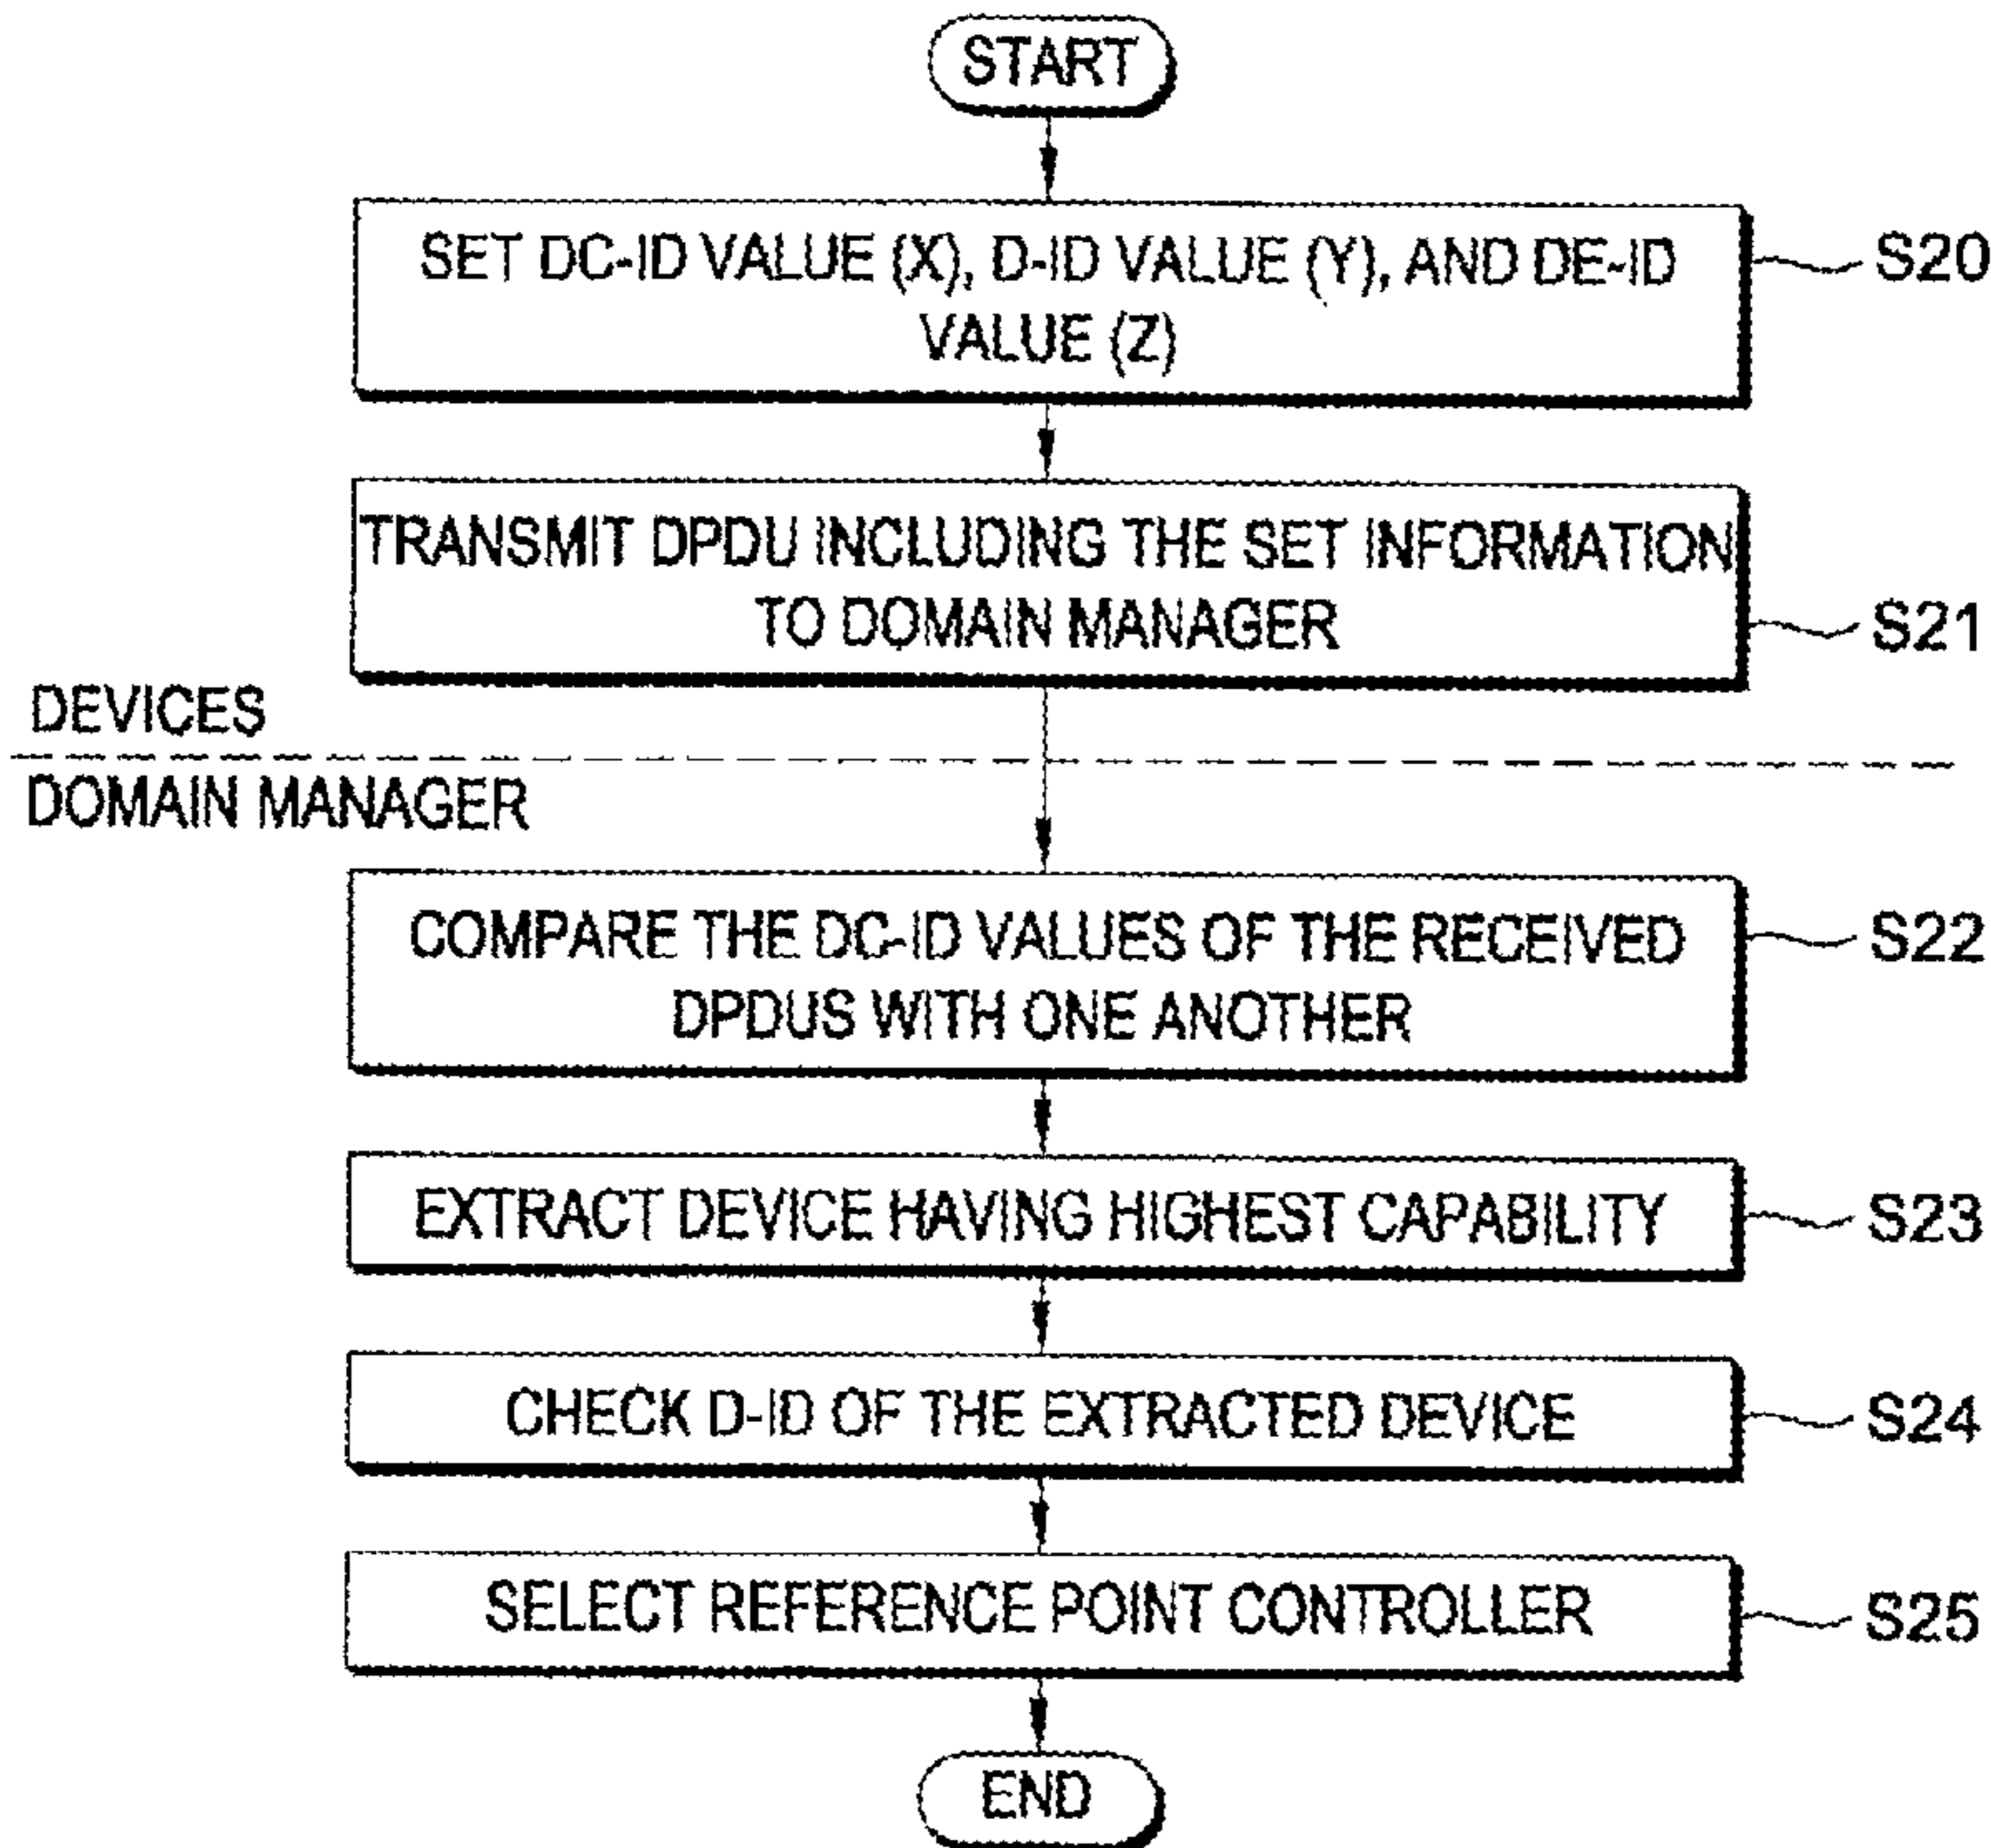 START
SET DC-ID VALUE (X), D-ID VALUE (Y), AND DE-ID
VALUE (Z)
S20
TRANSMIT DPDU INCLUDING THE SET INFORMATION
TO DOMAIN MANAGER
S21
DEVICES
DOMAIN MANAGER
COMPARE THE DC-ID VALUES OF THE RECEIVED
DPDUS WITH ONE ANOTHER
S22
EXTRACT DEVICE HAVING HIGHEST CAPABILITY
S23
CHECK D-ID OF THE EXTRACTED DEVICE
S24
SELECT REFERENCE POINT CONTROLLER
S25
END